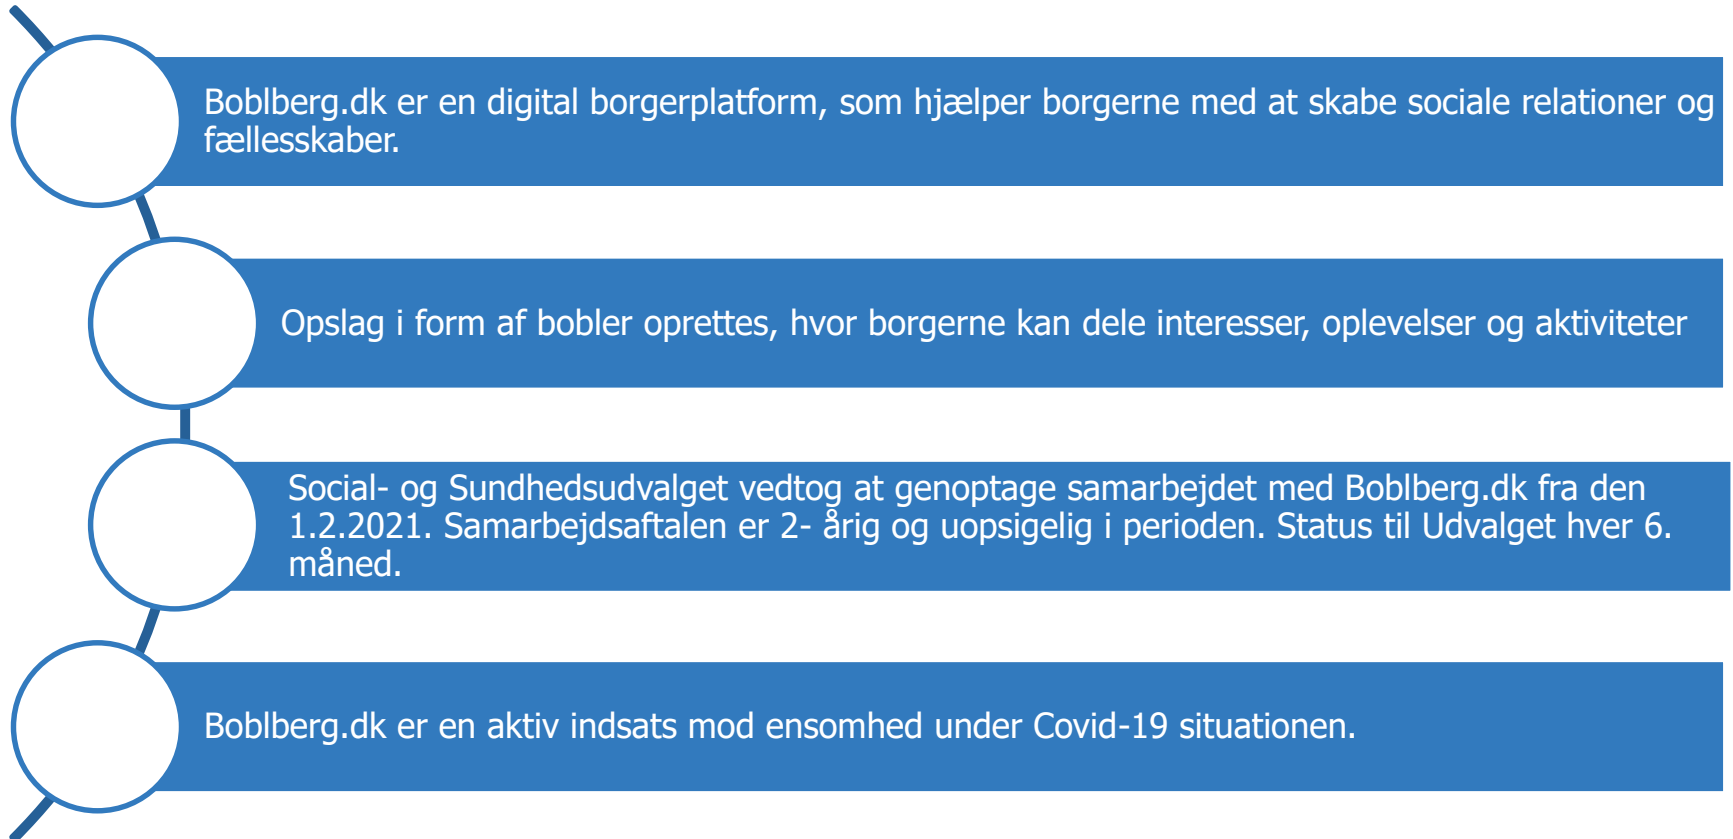 Boblberg.dk er en digital borgerplatform, som hjælper borgerne med at skabe sociale relationer og
fællesskaber.
Opslag i form af bobler oprettes, hvor borgerne kan dele interesser, oplevelser og aktiviteter
Social- og Sundhedsudvalget vedtog at genoptage samarbejdet med Boblberg.dk fra den
1.2.2021. Samarbejdsaftalen er 2- årig og uopsigelig i perioden. Status til Udvalget hver 6.
måned.
Boblberg.dk er en aktiv indsats mod ensomhed under Covid-19 situationen.